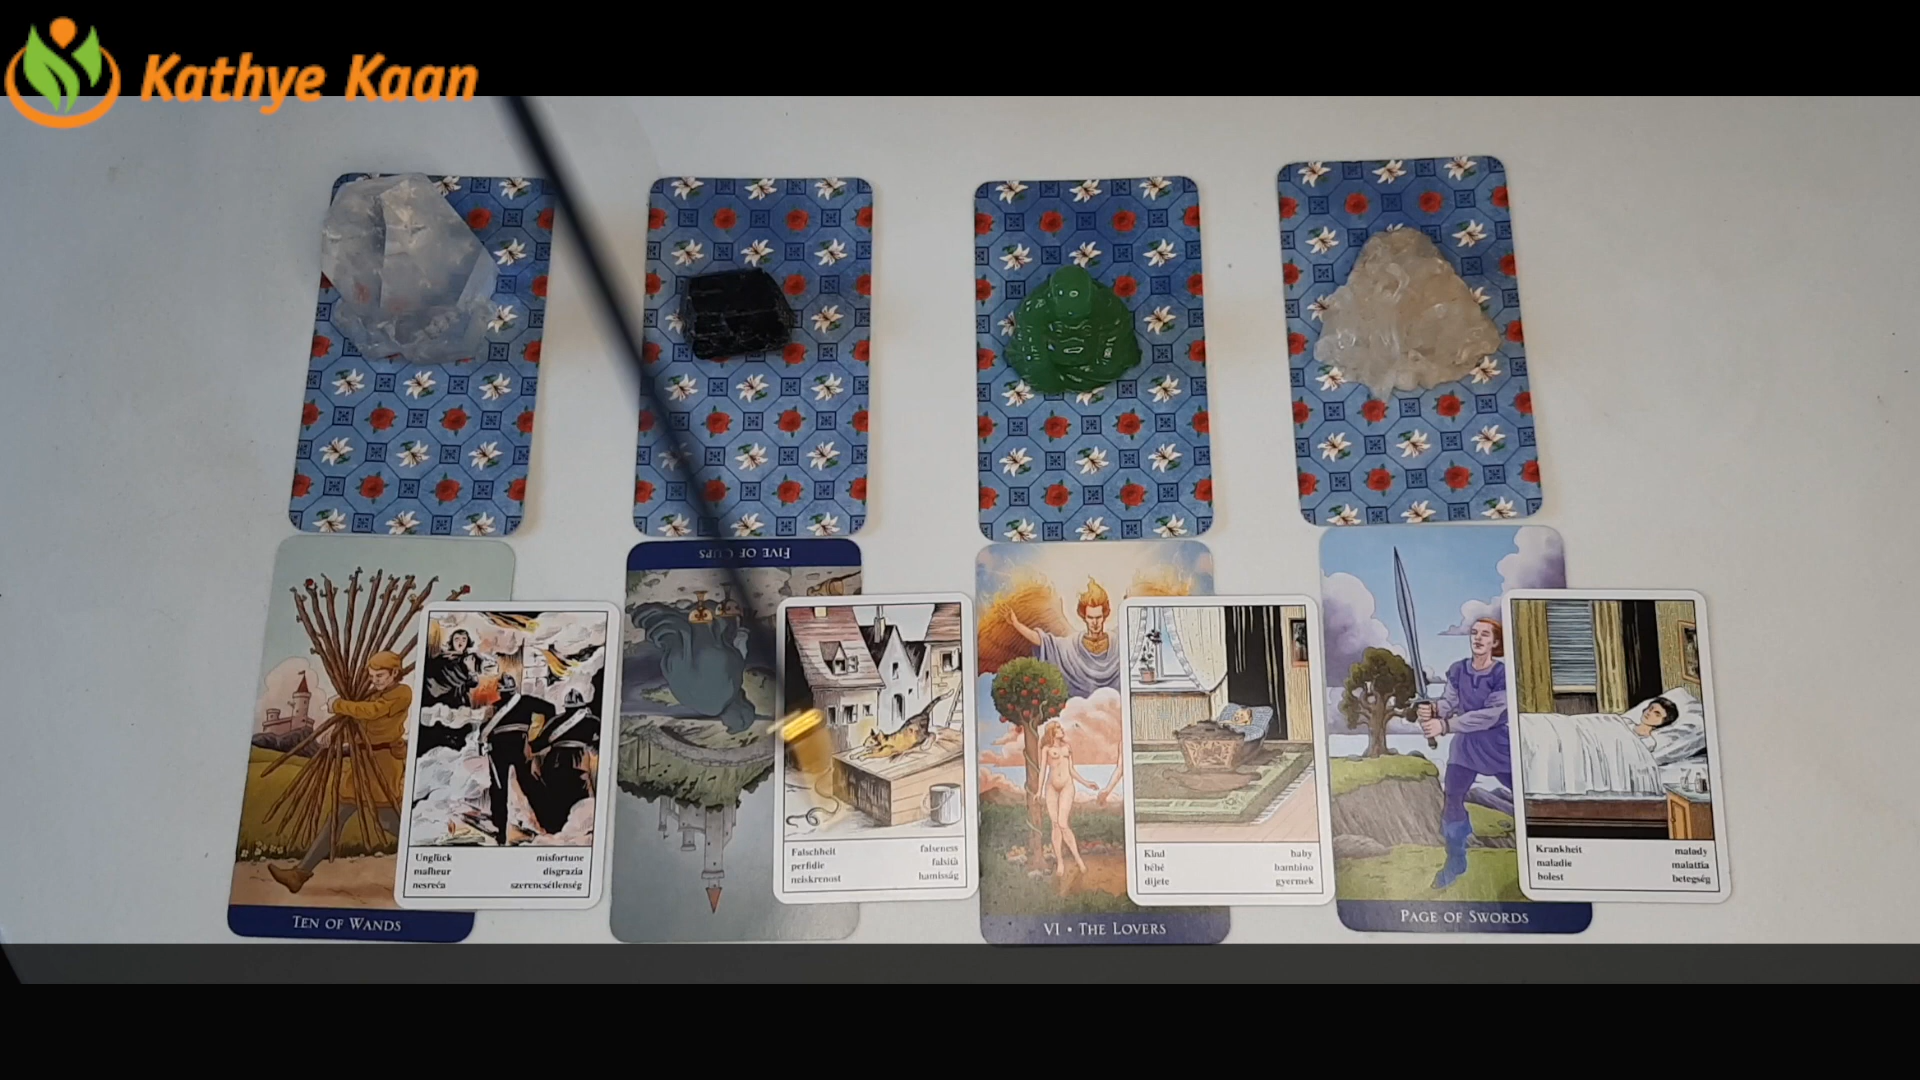 Kathye Kaan
FIVE OF CUPS
Unglück misfortune
malheur disgrazia
nesreća szerencsétlenség
TEN OF WANDS
Falschheit falseness
perfidie falsità
neiskrenost hamisság
Kind baby
bébé bambino
dijete gyermek
VI • THE LOVERS
Krankheit malady
maladie malattia
bolest betegség
PAGE OF SWORDS